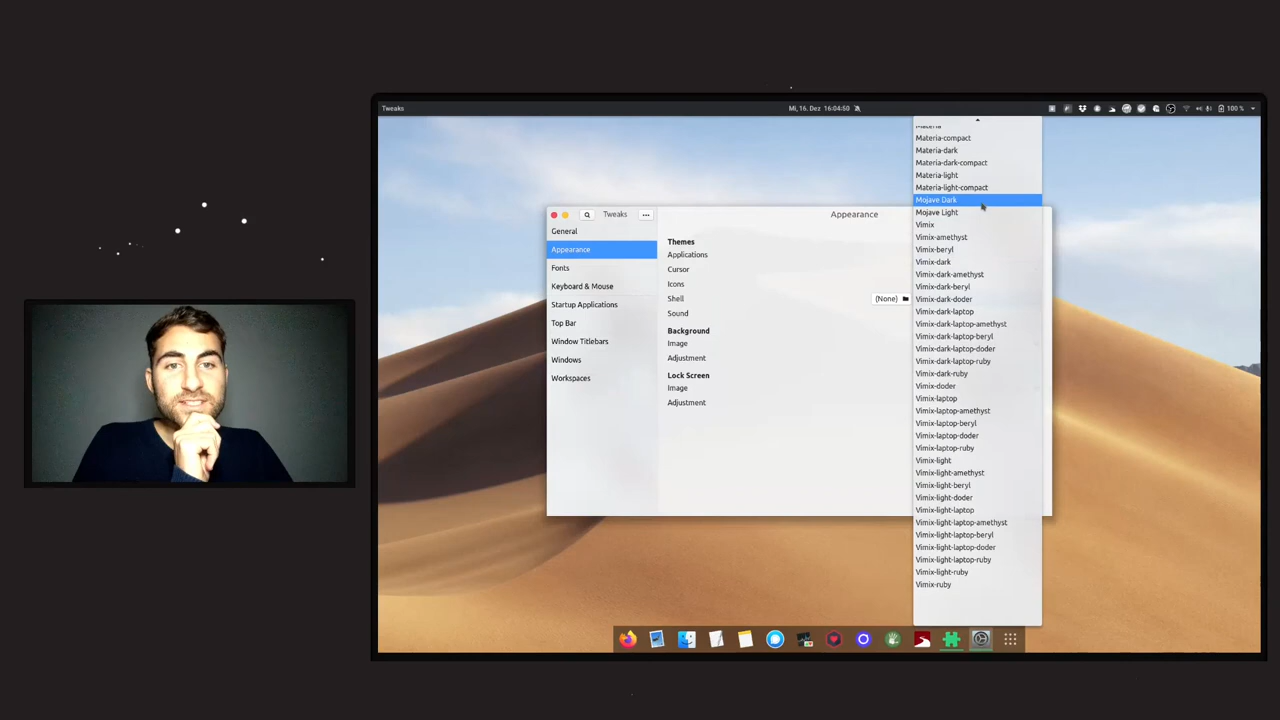 Tweaks
Mi, 16. Dez 16:04:50
100 %
Tweaks
Appearance
General
Appearance
Fonts
Keyboard & Mouse
Startup Applications
Top Bar
Window Titlebars
Windows
Workspaces
Themes
Applications
Cursor
Icons
Shell
(None)
Sound
Background
Image
Adjustment
Lock Screen
Image
Adjustment
Materia
Materia-compact
Materia-dark
Materia-dark-compact
Materia-light
Materia-light-compact
Mojave Dark
Mojave Light
Vimix
Vimix-amethyst
Vimix-beryl
Vimix-dark
Vimix-dark-amethyst
Vimix-dark-beryl
Vimix-dark-doder
Vimix-dark-laptop
Vimix-dark-laptop-amethyst
Vimix-dark-laptop-beryl
Vimix-dark-laptop-doder
Vimix-dark-laptop-ruby
Vimix-dark-ruby
Vimix-doder
Vimix-laptop
Vimix-laptop-amethyst
Vimix-laptop-beryl
Vimix-laptop-doder
Vimix-laptop-ruby
Vimix-light
Vimix-light-amethyst
Vimix-light-beryl
Vimix-light-doder
Vimix-light-laptop
Vimix-light-laptop-amethyst
Vimix-light-laptop-beryl
Vimix-light-laptop-doder
Vimix-light-laptop-ruby
Vimix-light-ruby
Vimix-ruby